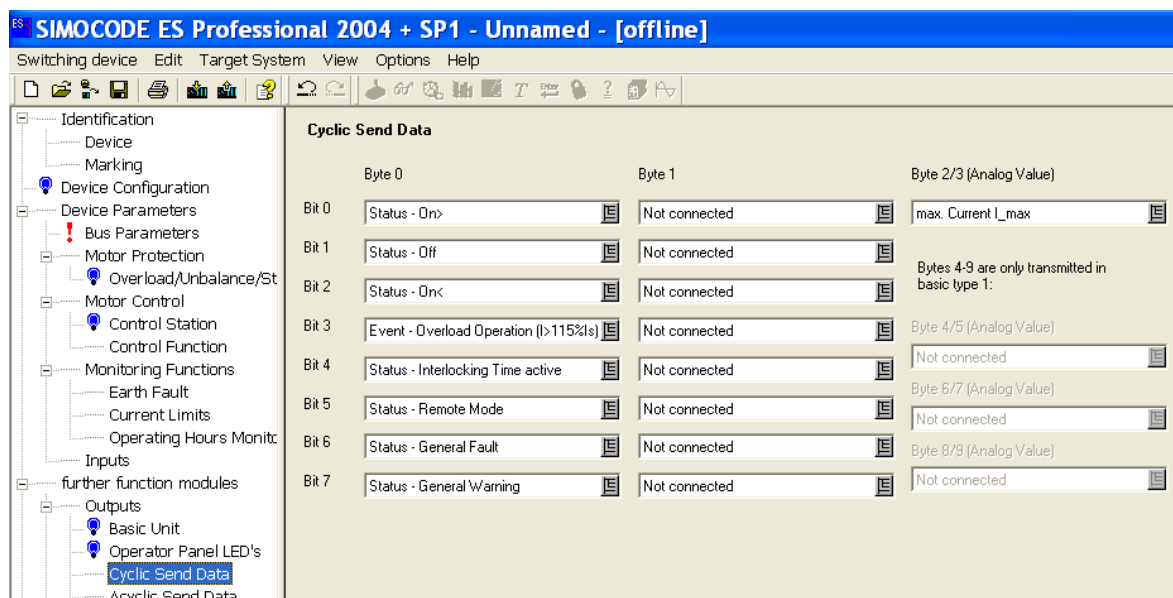 SIMOCODE ES Professional 2004 + SP1 - Unnamed - [offline]
Switching device Edit Target System View Options Help
Identification
Device
Marking
Device Configuration
Device Parameters
Bus Parameters
Motor Protection
Overload/Unbalance/St
Motor Control
Control Station
Control Function
Monitoring Functions
Earth Fault
Current Limits
Operating Hours Monito
Inputs
further function modules
Outputs
Basic Unit
Operator Panel LED's
Cyclic Send Data
Acyclic Send Data
Cyclic Send Data
Byte 0 Byte 1 Byte 2/3 (Analog Value)
Bit 0 Status - On> Not connected max. Current I_max
Bit 1 Status - Off Not connected
Bit 2 Status - On< Not connected
Bit 3 Event - Overload Operation (I>115%Is) Not connected
Bit 4 Status - Interlocking Time active Not connected
Bit 5 Status - Remote Mode Not connected
Bit 6 Status - General Fault Not connected
Bit 7 Status - General Warning Not connected
Bytes 4-9 are only transmitted in
basic type 1:
Byte 4/5 (Analog Value)
Not connected
Byte 6/7 (Analog Value)
Not connected
Byte 8/9 (Analog Value)
Not connected